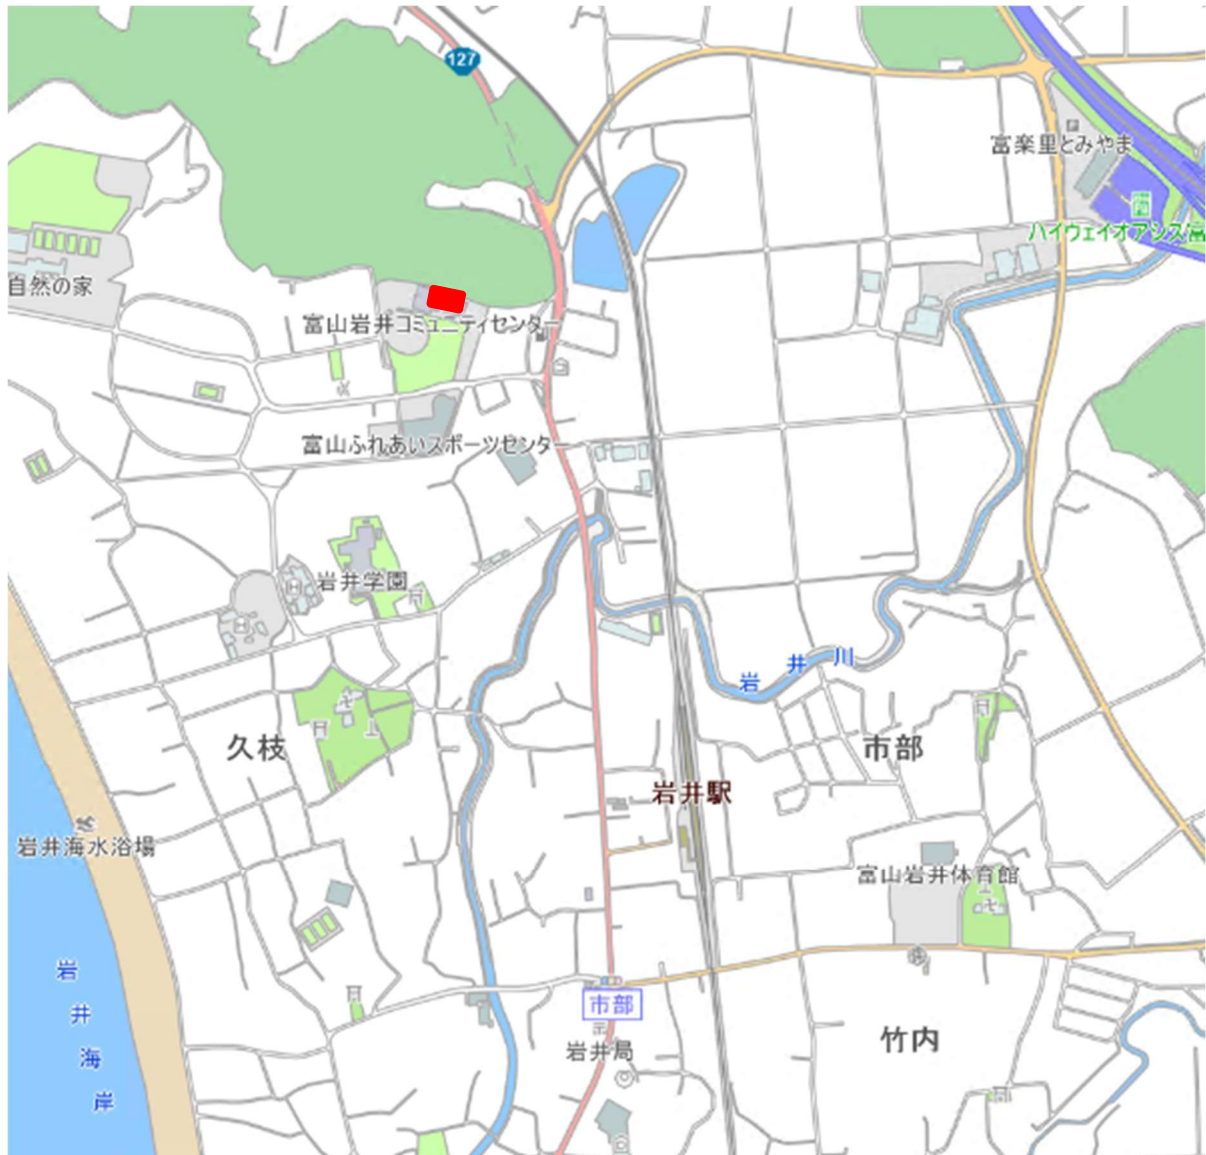 127
富楽里とみやま
ハイウェイオアシス富
自然の家
富山岩井コミュニティセンター
富山ふれあいスポーツセンタ
岩井学園
岩井川
久枝
市部
岩井駅
岩井海水浴場
富山岩井体育館
岩井海岸
市部
竹内
岩井局